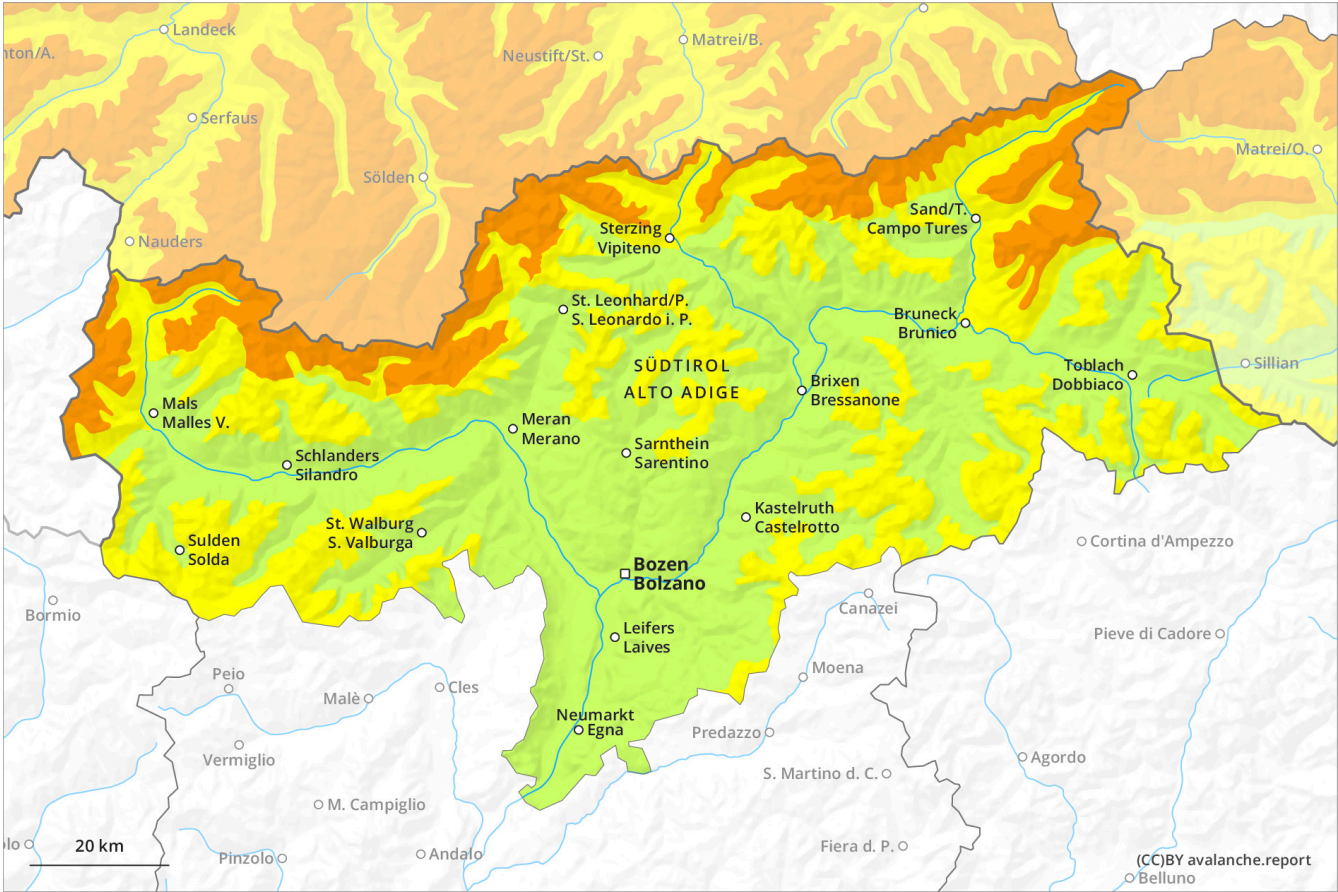 Landeck
nton/A.
Neustift/St.
Matrei/B.
Serfaus
Matrei/O.
Sölden
Nauders
Sand/T.
Campo Tures
Sterzing
Vipiteno
St. Leonhard/P.
S. Leonardo i. P.
Bruneck
Brunico
SÜDTIROL
ALTO ADIGE
Toblach
Dobbiaco
Sillian
Brixen
Bressanone
Mals
Malles V.
Meran
Merano
Sarnthein
Sarentino
Schlanders
Silandro
Kastelruth
Castelrotto
St. Walburg
S. Valburga
Sulden
Solda
Cortina d'Ampezzo
Bozen
Bolzano
Bormio
Canazei
Leifers
Laives
Pieve di Cadore
Peio
Malè
Cles
Moena
Neumarkt
Egna
Predazzo
Vermiglio
Agordo
S. Martino d. C.
M. Campiglio
olo
20 km
Pinzolo
Andalo
Fiera d. P.
(CC)BY avalanche.report
Belluno